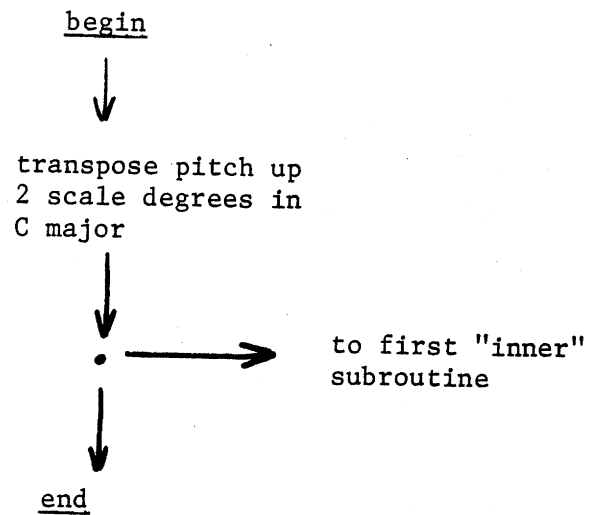 begin
transpose pitch up
2 scale degrees in
C major
to first "inner"
subroutine
end